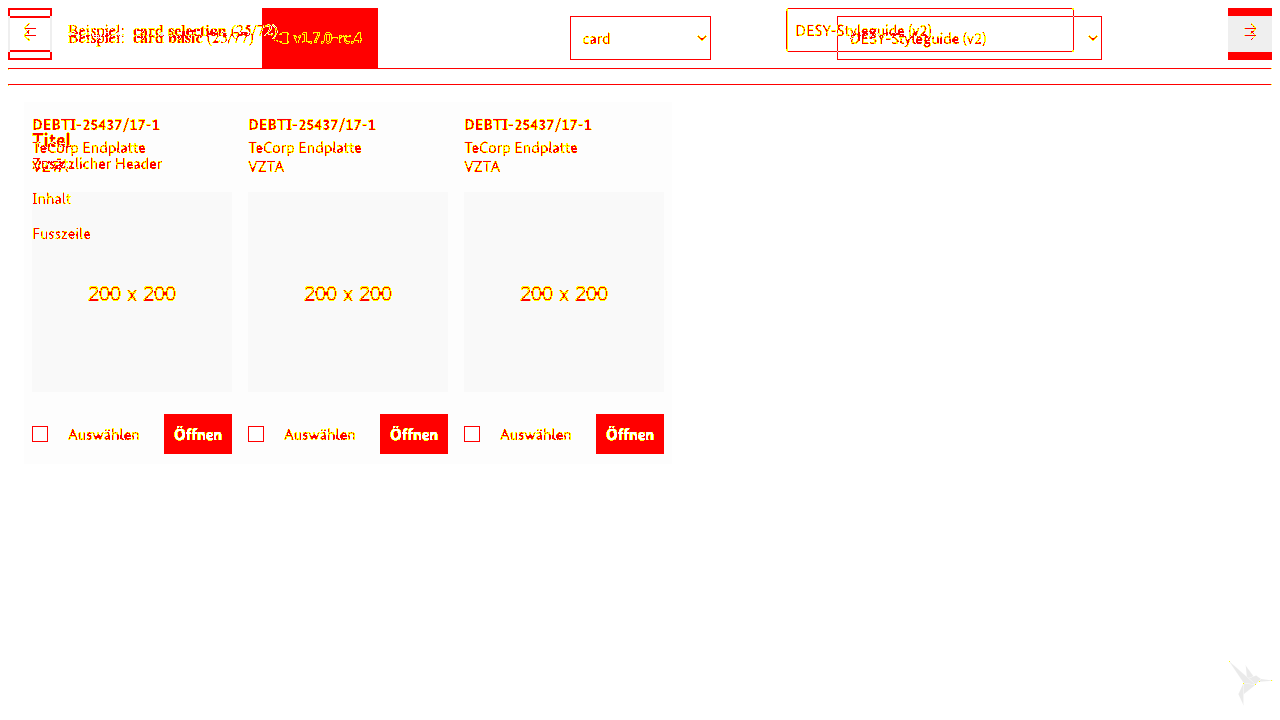 Beispiel: card selection (25/72)
Beispiel: card basic (25/77)
v1.7.0-rc.4
card
DESY-Styleguide (v2)
DESY-Styleguide (v2)
DEBTI-25437/17-1 DEBTI-25437/17-1 DEBTI-25437/17-1
Titel
TeCorp Endplatte TeCorp Endplatte TeCorp Endplatte
Zusätzlicher Header
VZTA VZTA VZTA
Inhalt
Fusszeile
200 x 200 200 x 200 200 x 200
Auswählen Öffnen Auswählen Öffnen Auswählen Öffnen